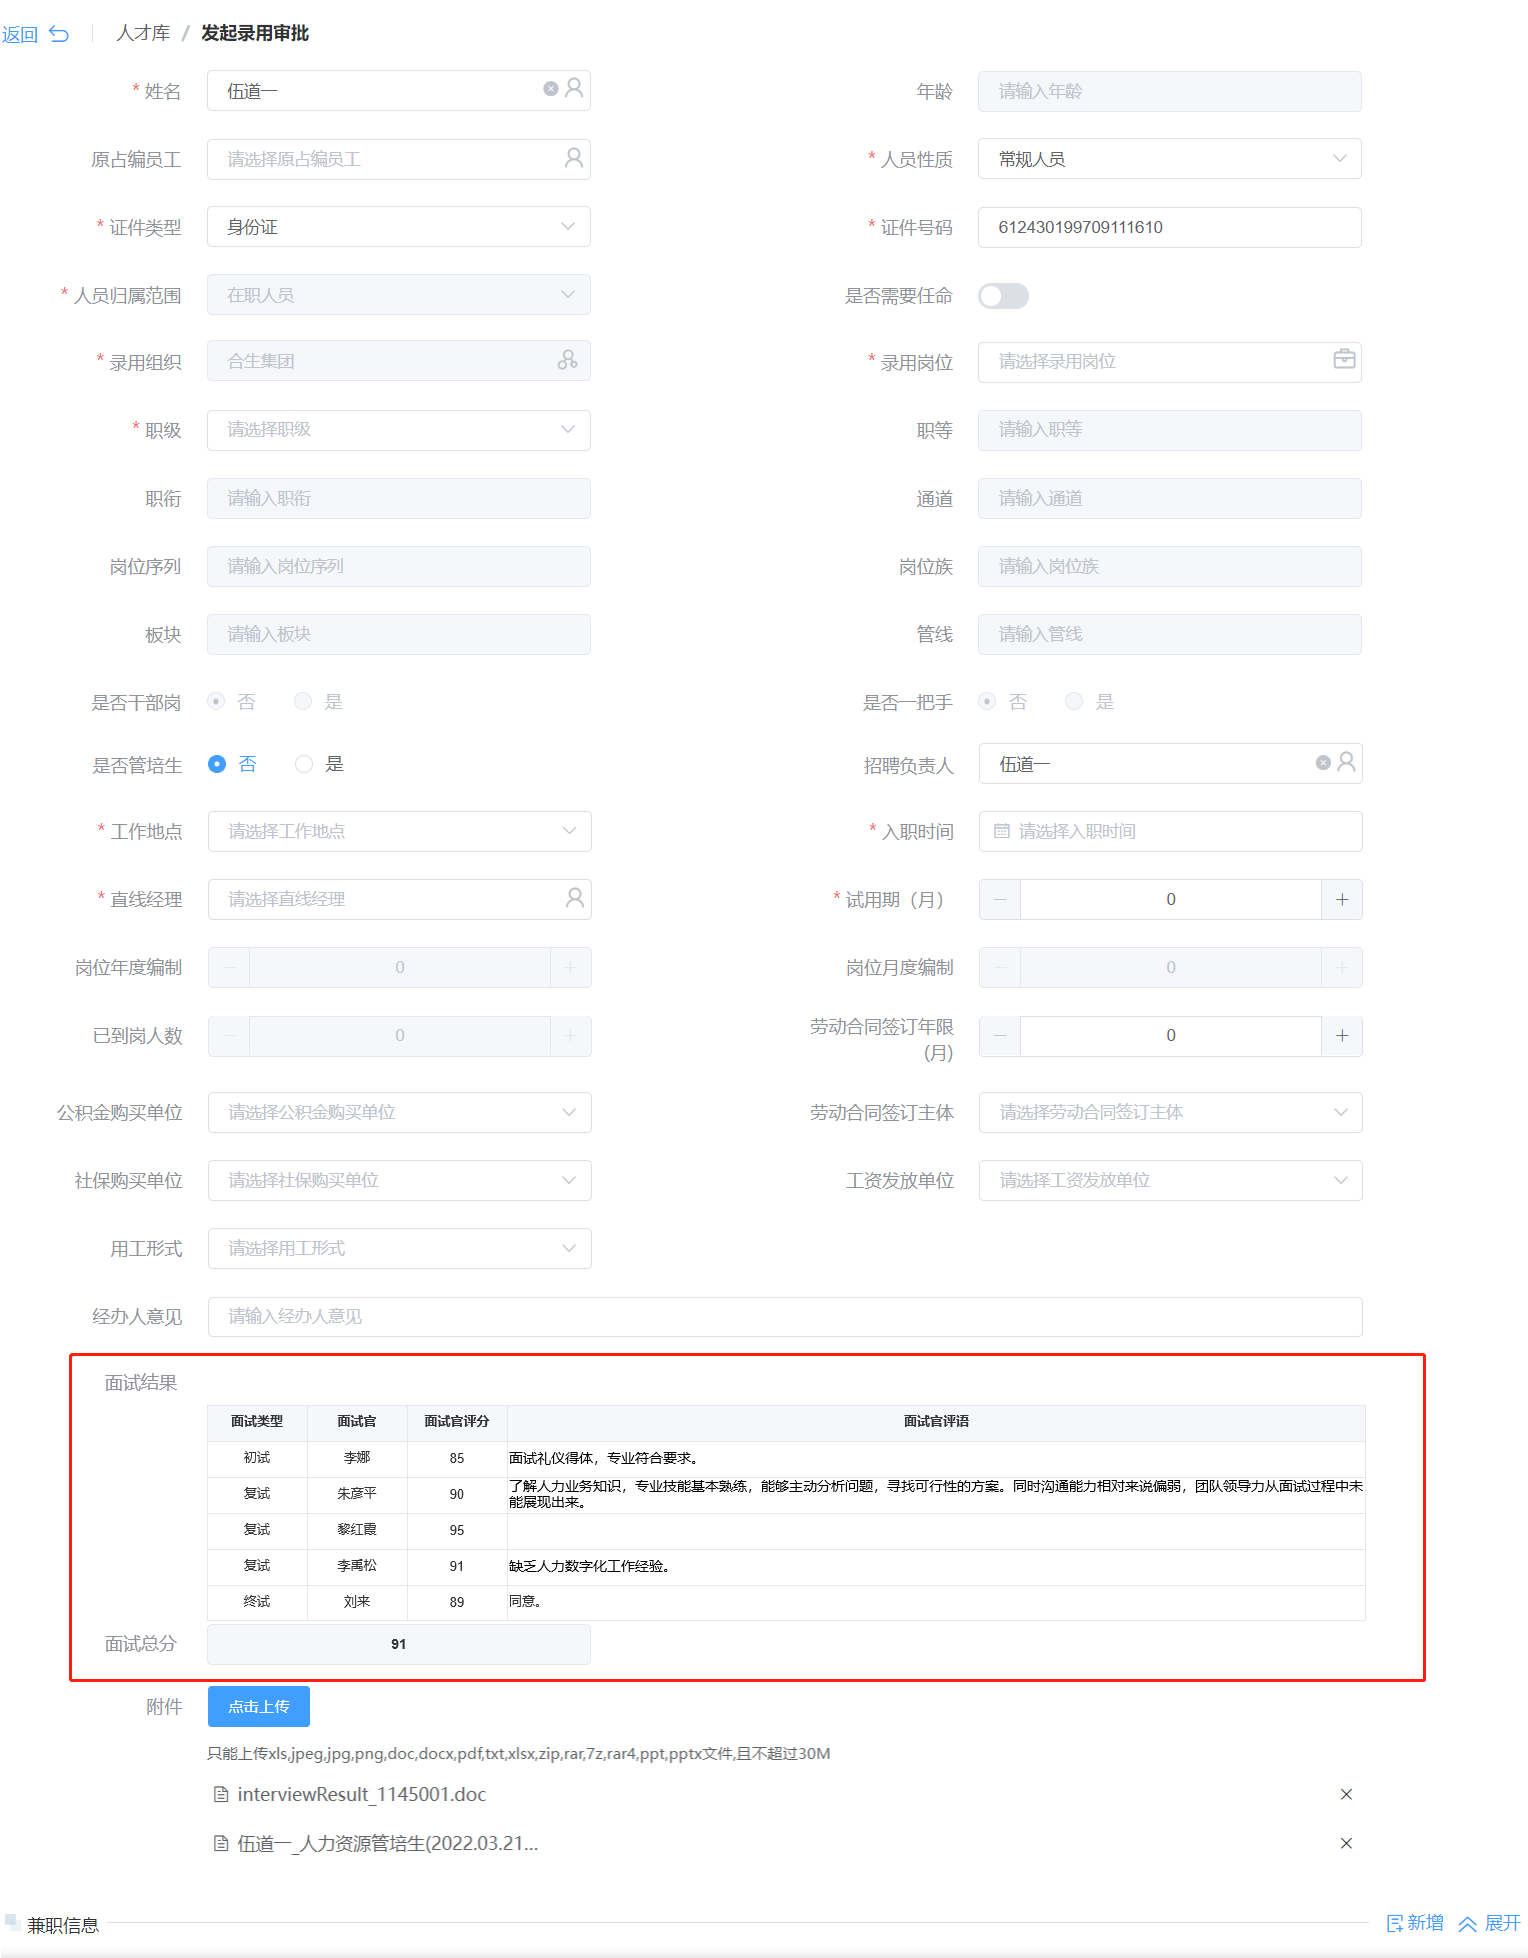 返回 人才库 / 发起录用审批
* 姓名 伍道一 年龄 请输入年龄
原占编员工 请选择原占编员工 * 人员性质 常规人员
* 证件类型 身份证 * 证件号码 612430199709111610
* 人员归属范围 在职人员 是否需要任命
* 录用组织 合生集团 * 录用岗位 请选择录用岗位
* 职级 请选择职级 职等 请输入职等
职衔 请输入职衔 通道 请输入通道
岗位序列 请输入岗位序列 岗位族 请输入岗位族
板块 请输入板块 管线 请输入管线
是否干部岗 否 是 是否一把手 否 是
是否管培生 否 是 招聘负责人 伍道一
* 工作地点 请选择工作地点 * 入职时间 请选择入职时间
* 直线经理 请选择直线经理 * 试用期（月） 0
岗位年度编制 0 岗位月度编制 0
已到岗人数 0 劳动合同签订年限 0
(月)
公积金购买单位 请选择公积金购买单位 劳动合同签订主体 请选择劳动合同签订主体
社保购买单位 请选择社保购买单位 工资发放单位 请选择工资发放单位
用工形式 请选择用工形式
经办人意见 请输入经办人意见
面试结果
面试类型 面试官 面试官评分 面试官评语
初试 李娜 85 面试礼仪得体，专业符合要求。
复试 朱彦平 90 了解人力业务知识，专业技能基本熟练，能够主动分析问题，寻找可行性的方案。同时沟通能力相对来说偏弱，团队领导力从面试过程中未
能展现出来。
复试 黎红霞 95
复试 李禹松 91 缺乏人力数字化工作经验。
终试 刘来 89 同意。
面试总分 91
附件 点击上传
只能上传xls,jpeg,jpg,png,doc,docx,pdf,txt,xlsx,zip,rar,7z,rar4,ppt,pptx文件,且不超过30M
interviewResult_1145001.doc
伍道一_人力资源管培生(2022.03.21...
兼职信息 新增 展开